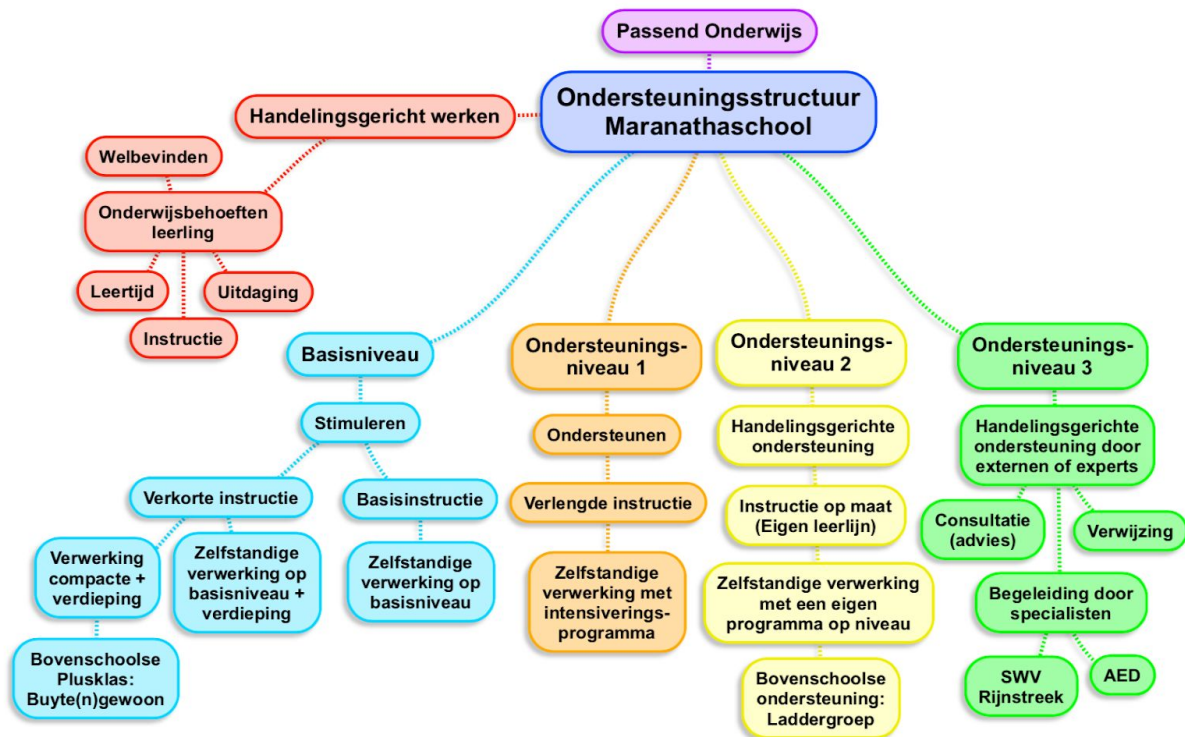 Passend Onderwijs
Ondersteuningsstructuur
Maranathaschool
Handelingsgericht werken
Welbevinden
Onderwijsbehoeften
leerling
Leertijd
Uitdaging
Instructie
Basisniveau
Stimuleren
Verkorte instructie
Basisinstructie
Verwerking
compacte +
verdieping
Zelfstandige
verwerking op
basisniveau +
verdieping
Zelfstandige
verwerking op
basisniveau
Bovenschoolse
Plusklas:
Buyte(n)gewoon
Ondersteunings-
niveau 1
Ondersteunen
Verlengde instructie
Zelfstandige
verwerking met
intensiverings-
programma
Ondersteunings-
niveau 2
Handelingsgerichte
ondersteuning
Instructie op maat
(Eigen leerlijn)
Zelfstandige verwerking
met een eigen
programma op niveau
Bovenschoolse
ondersteuning:
Laddergroep
Ondersteunings-
niveau 3
Handelingsgerichte
ondersteuning door
externen of experts
Consultatie
(advies)
Verwijzing
Begeleiding door
specialisten
SWV
Rijnstreek
AED